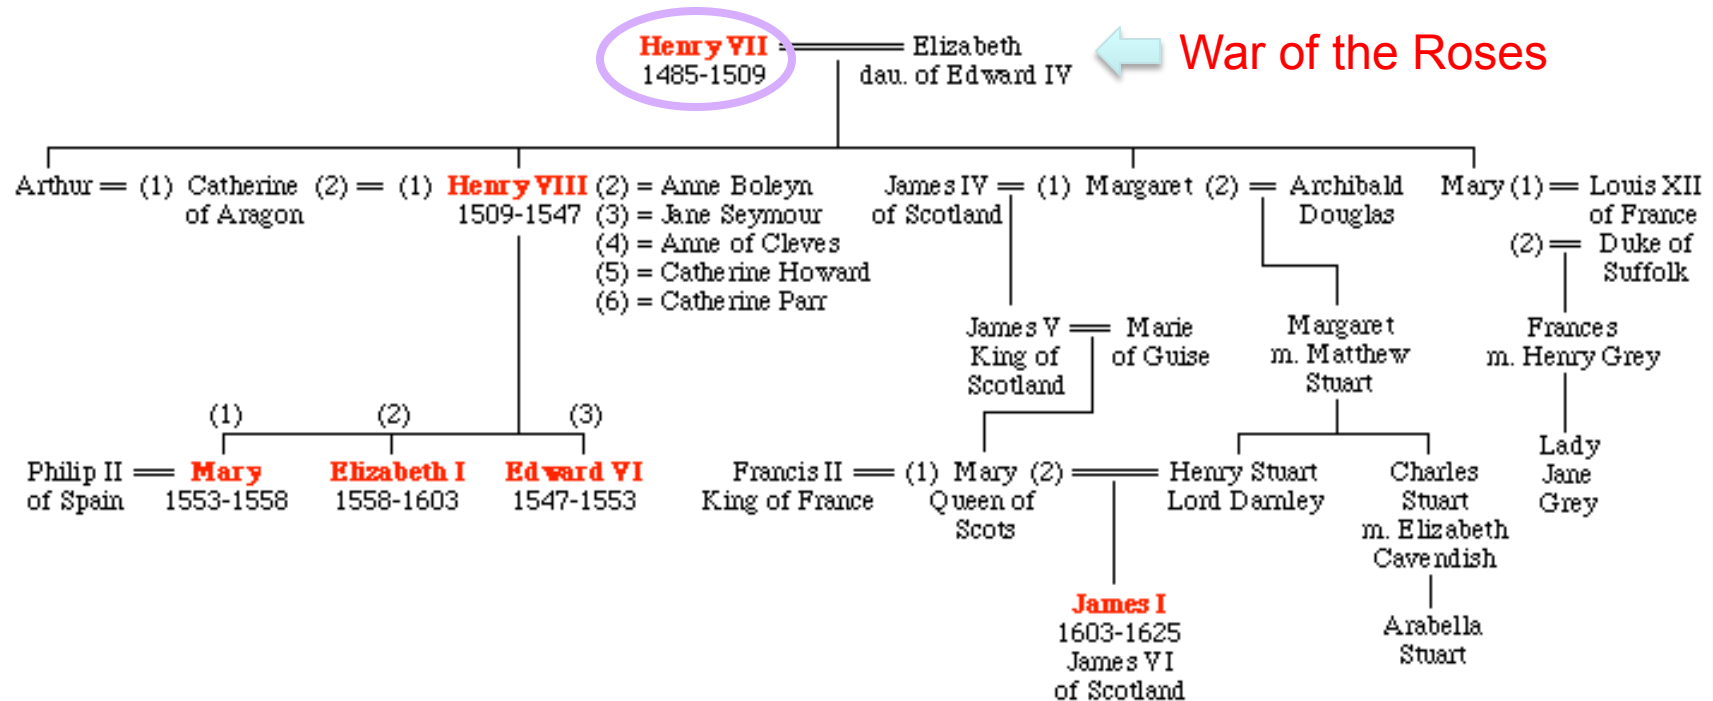 Henry VII Elizabeth War of the Roses
1485-1509 dau. of Edward IV
Arthur (1) Catherine (2) (1) Henry VIII (2) = Anne Boleyn James IV (1) Margaret (2) Archibald Mary (1) Louis XII
of Aragon 1509-1547 (3) = Jane Seymour of Scotland Douglas of France
(4) = Anne of Cleves (2) Duke of
(5) = Catherine Howard Suffolk
(6) = Catherine Parr
James V Marie Margaret Frances
King of of Guise m. Matthew m. Henry Grey
Scotland Stuart
(1) (2) (3)
Lady
Philip II Mary Elizabeth I Edward VI Francis II (1) Mary (2) Henry Stuart Charles Jane
of Spain 1553-1558 1558-1603 1547-1553 King of France Queen of Lord Darnley Stuart Grey
Scots m. Elizabeth
Cavendish
James I
1603-1625 Arabella
James VI Stuart
of Scotland